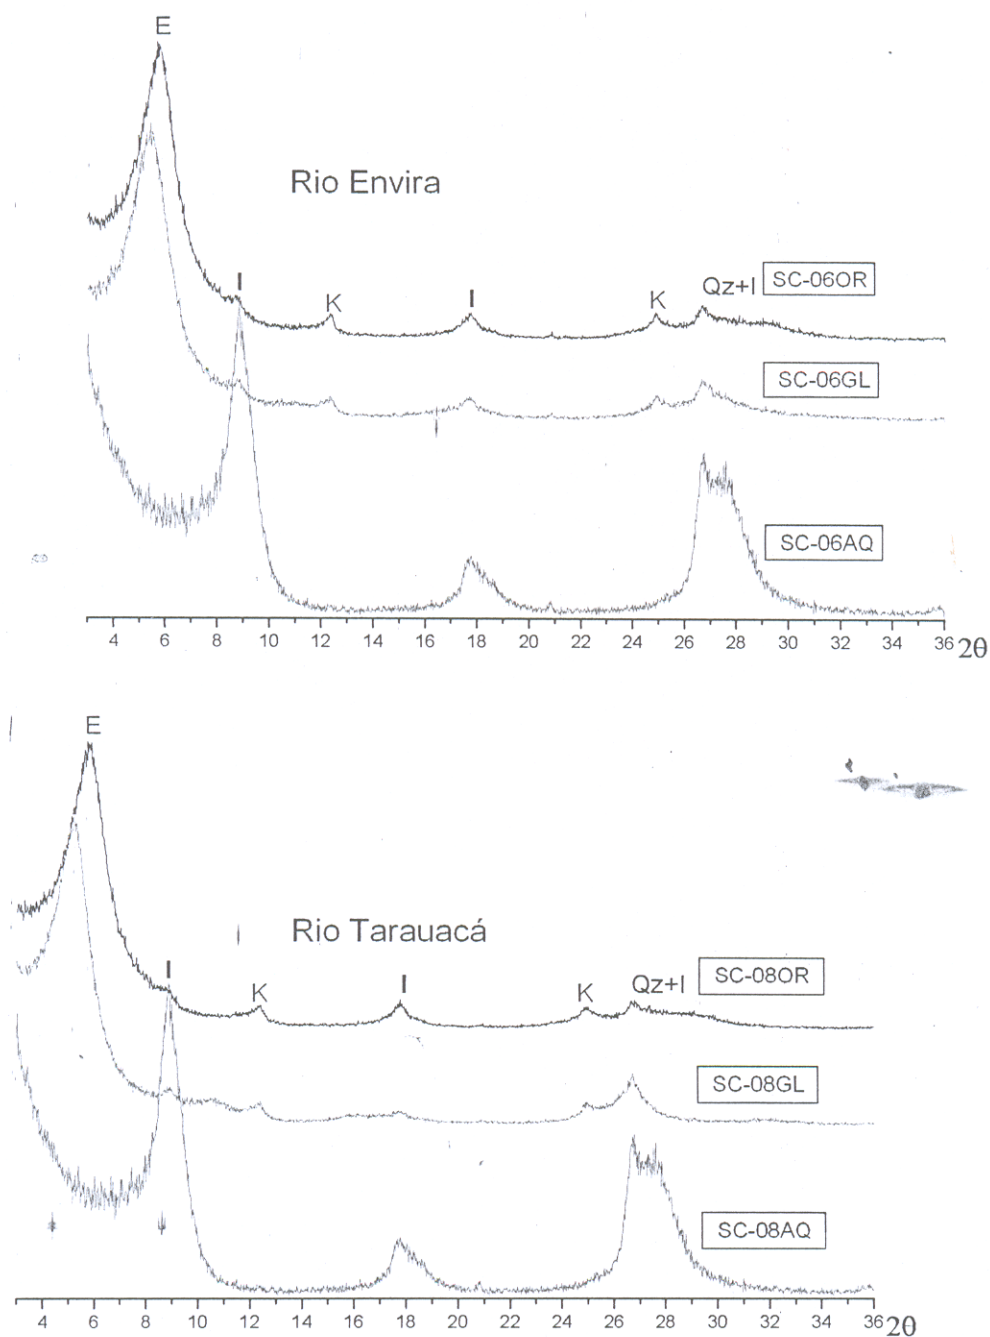 E
Rio Envira
I
K
I
K
Qz+I
SC-06OR
SC-06GL
SC-06AQ
4 6 8 10 12 14 16 18 20 22 24 26 28 30 32 34 36 2θ
E
Rio Tarauacá
I
K
I
K
Qz+I
SC-08OR
SC-08GL
SC-08AQ
4 6 8 10 12 14 16 18 20 22 24 26 28 30 32 34 36 2θ